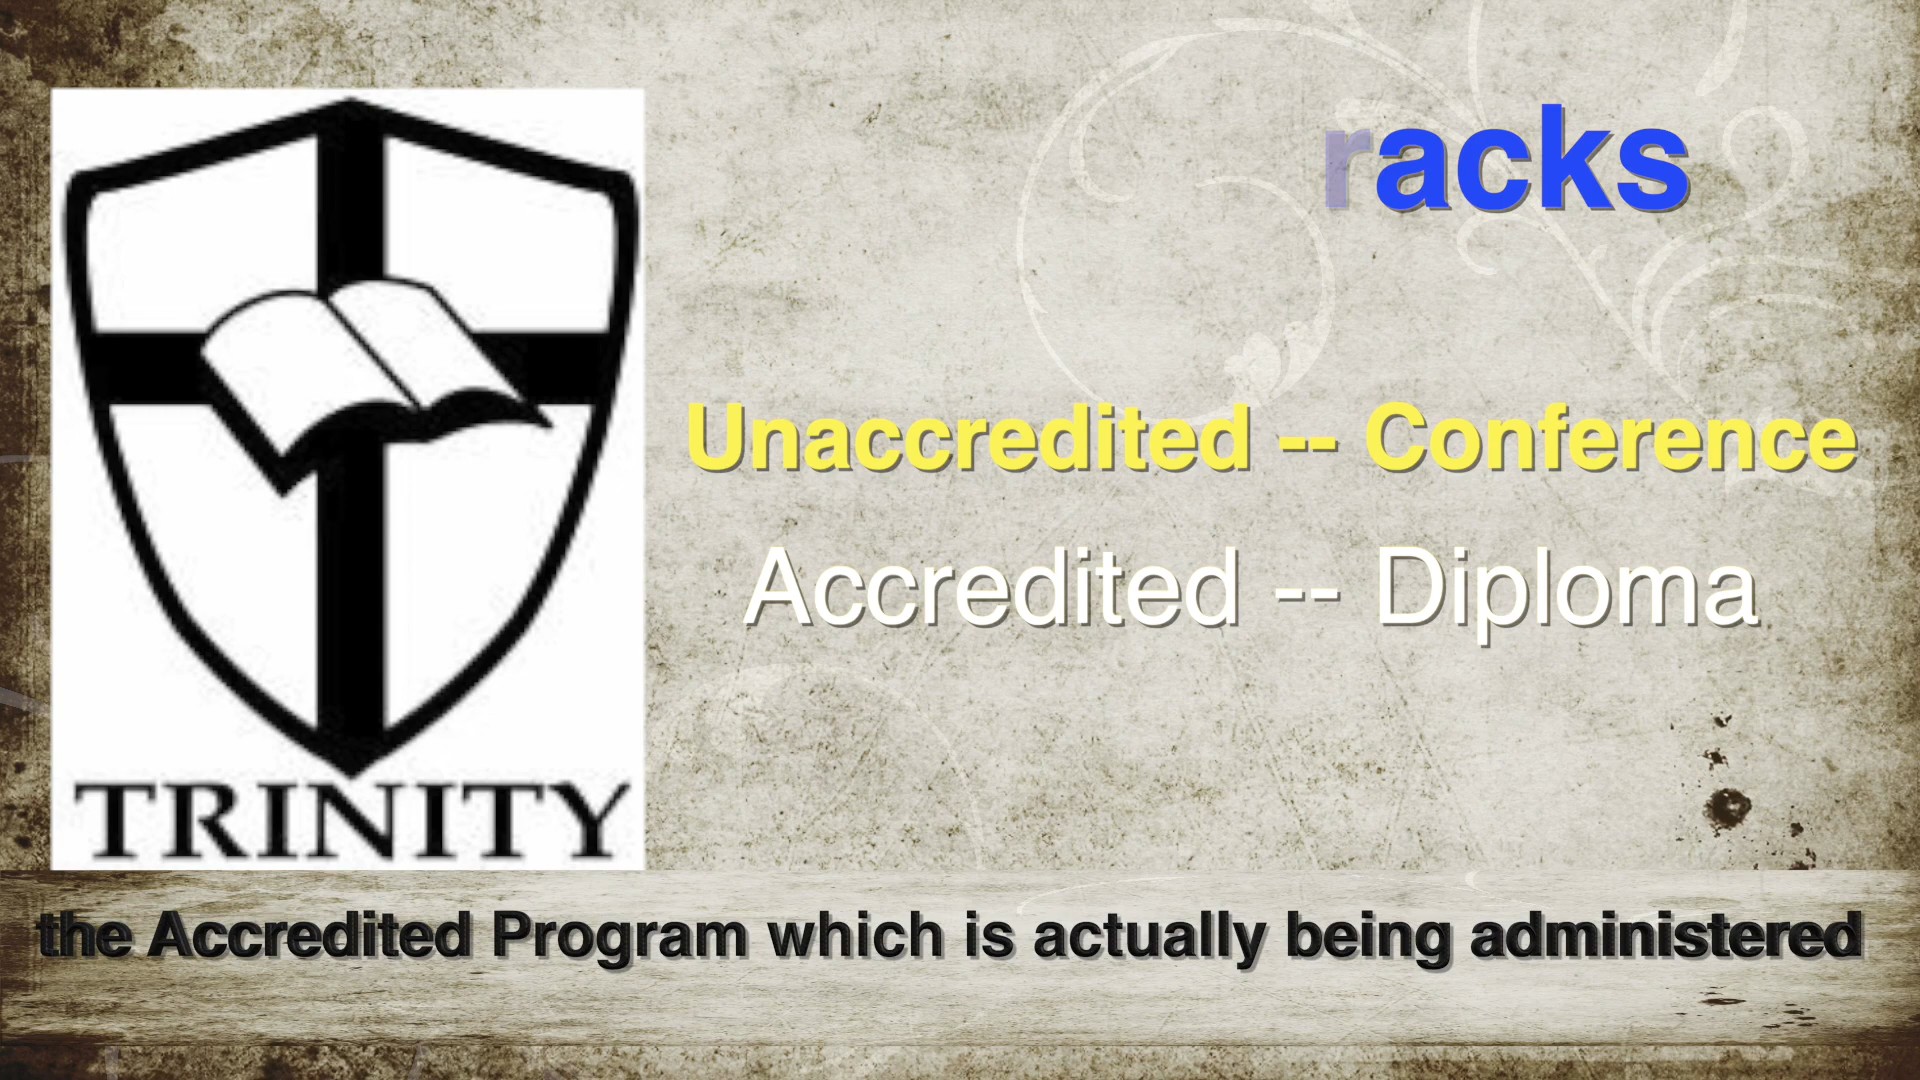 racks
Unaccredited -- Conference
Accredited -- Diploma
TRINITY
the Accredited Program which is actually being administered